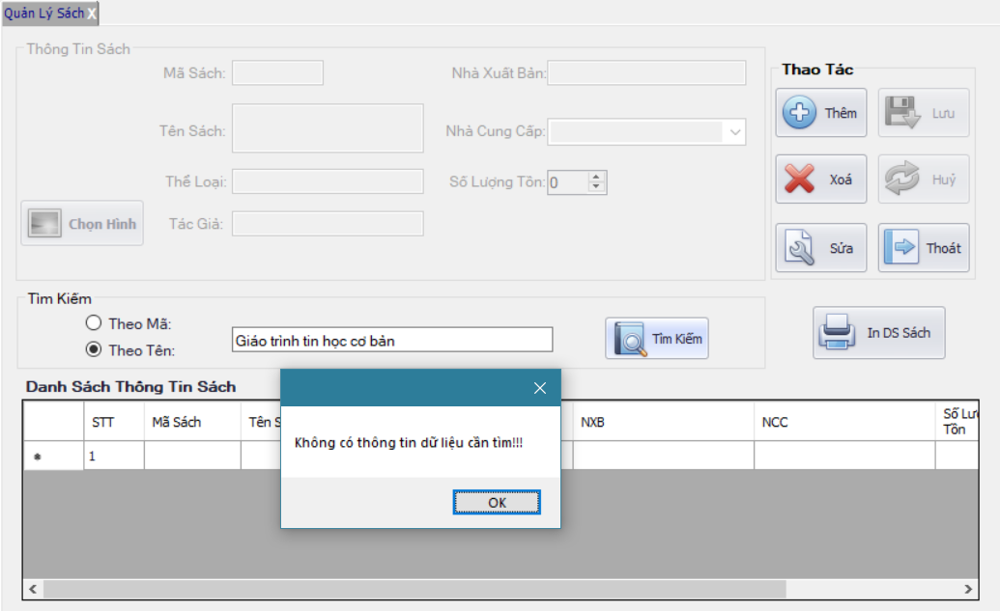 Quản Lý Sách X
Thông Tin Sách
Mã Sách:
Nhà Xuất Bản:
Tên Sách:
Nhà Cung Cấp:
Thể Loại:
Số Lượng Tồn: 0
Chọn Hình
Tác Giả:
Thao Tác
Thêm
Lưu
Xoá
Huỷ
Sửa
Thoát
Tìm Kiếm
Theo Mã:
Theo Tên:
Giáo trình tin học cơ bản
Tìm Kiếm
In DS Sách
Danh Sách Thông Tin Sách
STT
Mã Sách
Tên S
NXB
NCC
Số Lư
Tồn
* 1
Không có thông tin dữ liệu cần tìm!!!
OK